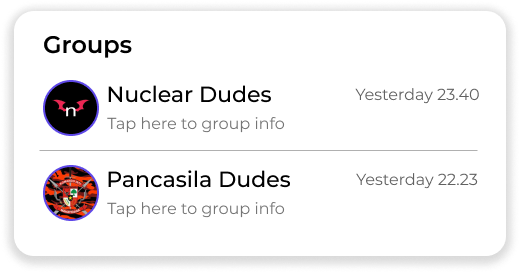 Groups
Nuclear Dudes
Yesterday 23.40
n
Tap here to group info
Pancasila Dudes
Yesterday 22.23
Tap here to group info